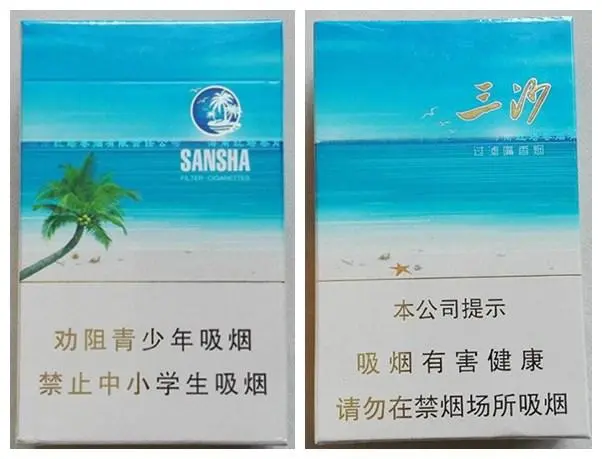 SANSHA
FILTER·CIGARETTES
劝阻青少年吸烟
禁止中小学生吸烟
三沙
过滤嘴香烟
本公司提示
吸烟有害健康
请勿在禁烟场所吸烟